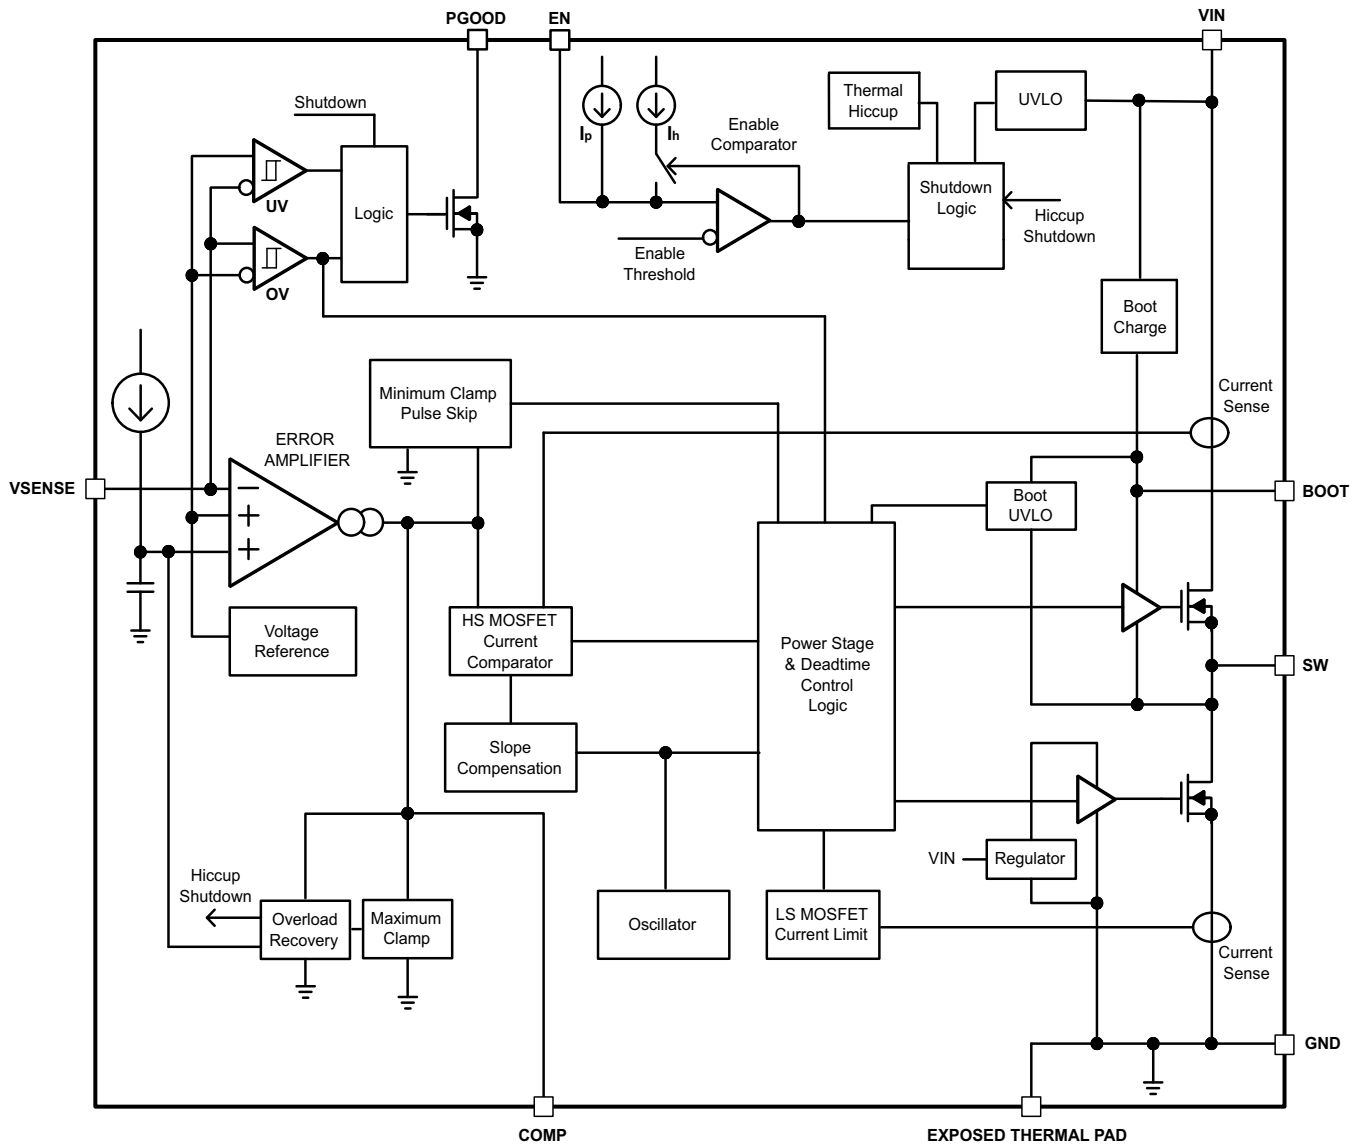 PGOOD
EN
VIN
Shutdown
Thermal
Hiccup
UVLO
Ip
Ih
Enable
Comparator
UV
Logic
Shutdown
Logic
Hiccup
Shutdown
Enable
Threshold
OV
Boot
Charge
Minimum Clamp
Pulse Skip
Current
Sense
ERROR
AMPLIFIER
VSENSE
−
+
+
Boot
UVLO
BOOT
Voltage
Reference
HS MOSFET
Current
Comparator
Power Stage
& Deadtime
Control
Logic
SW
Slope
Compensation
VIN
Regulator
Hiccup
Shutdown
Overload
Recovery
Maximum
Clamp
Oscillator
LS MOSFET
Current Limit
Current
Sense
GND
COMP
EXPOSED THERMAL PAD